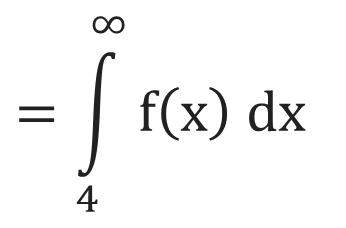 = ∫₄^∞ f(x) dx